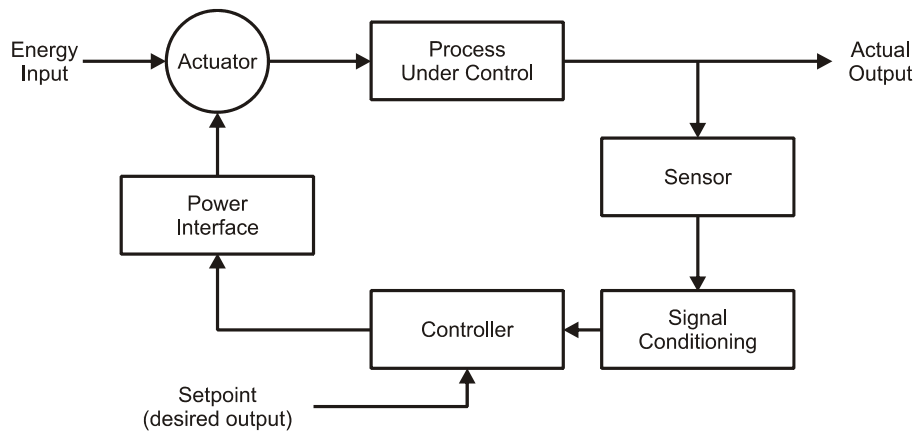 Energy
Input
Actuator
Process
Under Control
Actual
Output
Sensor
Power
Interface
Controller
Signal
Conditioning
Setpoint
(desired output)